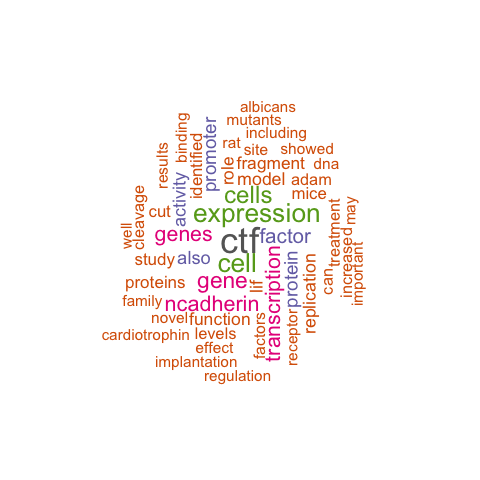 albicans
mutants
including
rat
site
showed
binding
promoter
identified
results
role
fragment
dna
model
adam
mice
activity
cells
cleavage
cut
expression
well
genes
ctf
factor
may
treatment
increased
important
can
study
also
cell
protein
proteins
gene
llf
transcription
replication
family
ncadherin
novel
function
receptor
factors
cardiotrophin
levels
effect
implantation
regulation